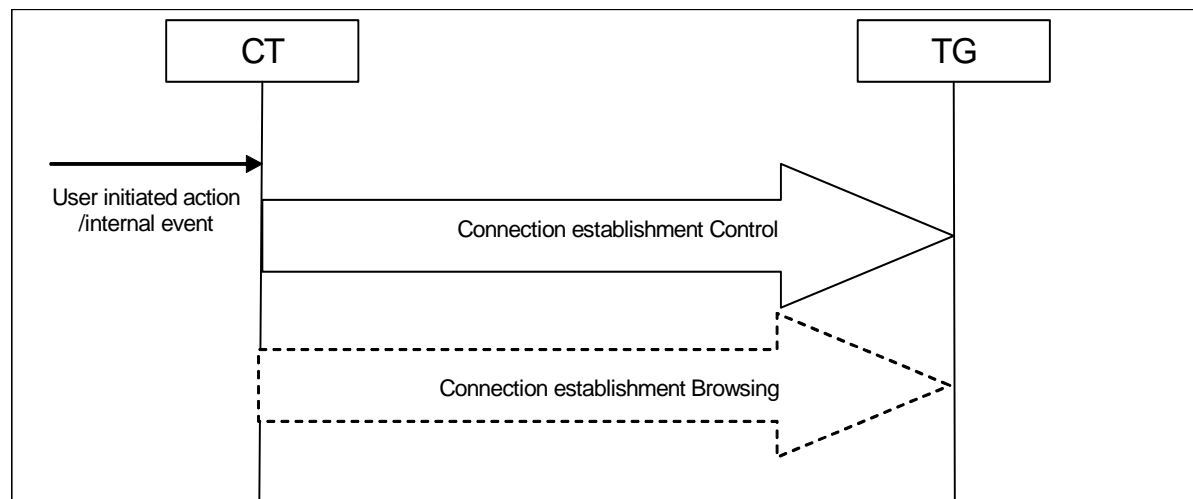 CT
TG
User initiated action
/internal event
Connection establishment Control
Connection establishment Browsing